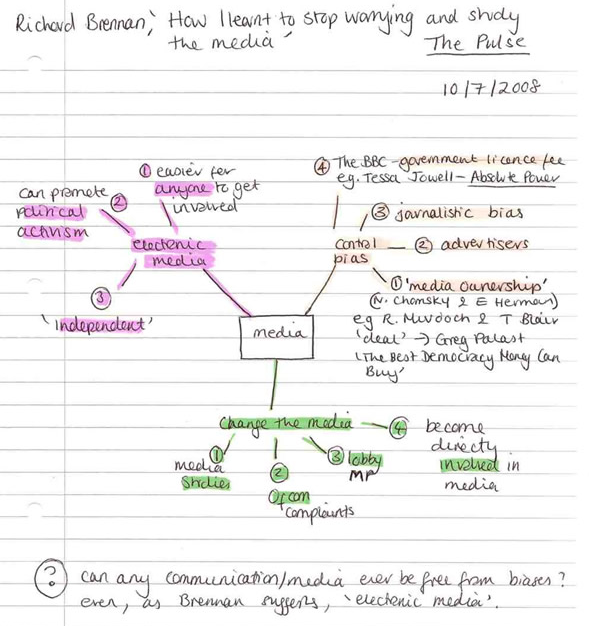 Richard Brennan, 'How I learnt to stop worrying and study
the media'
The Pulse
10/7/2008
① easier for
anyone to get
involved
can promote ②
political
activism
electenic
media
③
'independent'
④ The BBC - government licence fee
eg. Tessa Jowell - Absolute Power
③ journalistic bias
control
bias
② advertisers
① 'media ownership'
(N. Chomsky & E Herman)
eg R. Murdoch & T Blair
'deal' → Greg Palast
'The Best Democracy Money Can
Buy'
media
Change the media
①
media
Studies
②
Ofcom
complaints
③ lobby
MP
④ become
directy
involved in
media
? can any communication/media ever be free from biases?
even, as Brennan suggests, 'electenic media'.